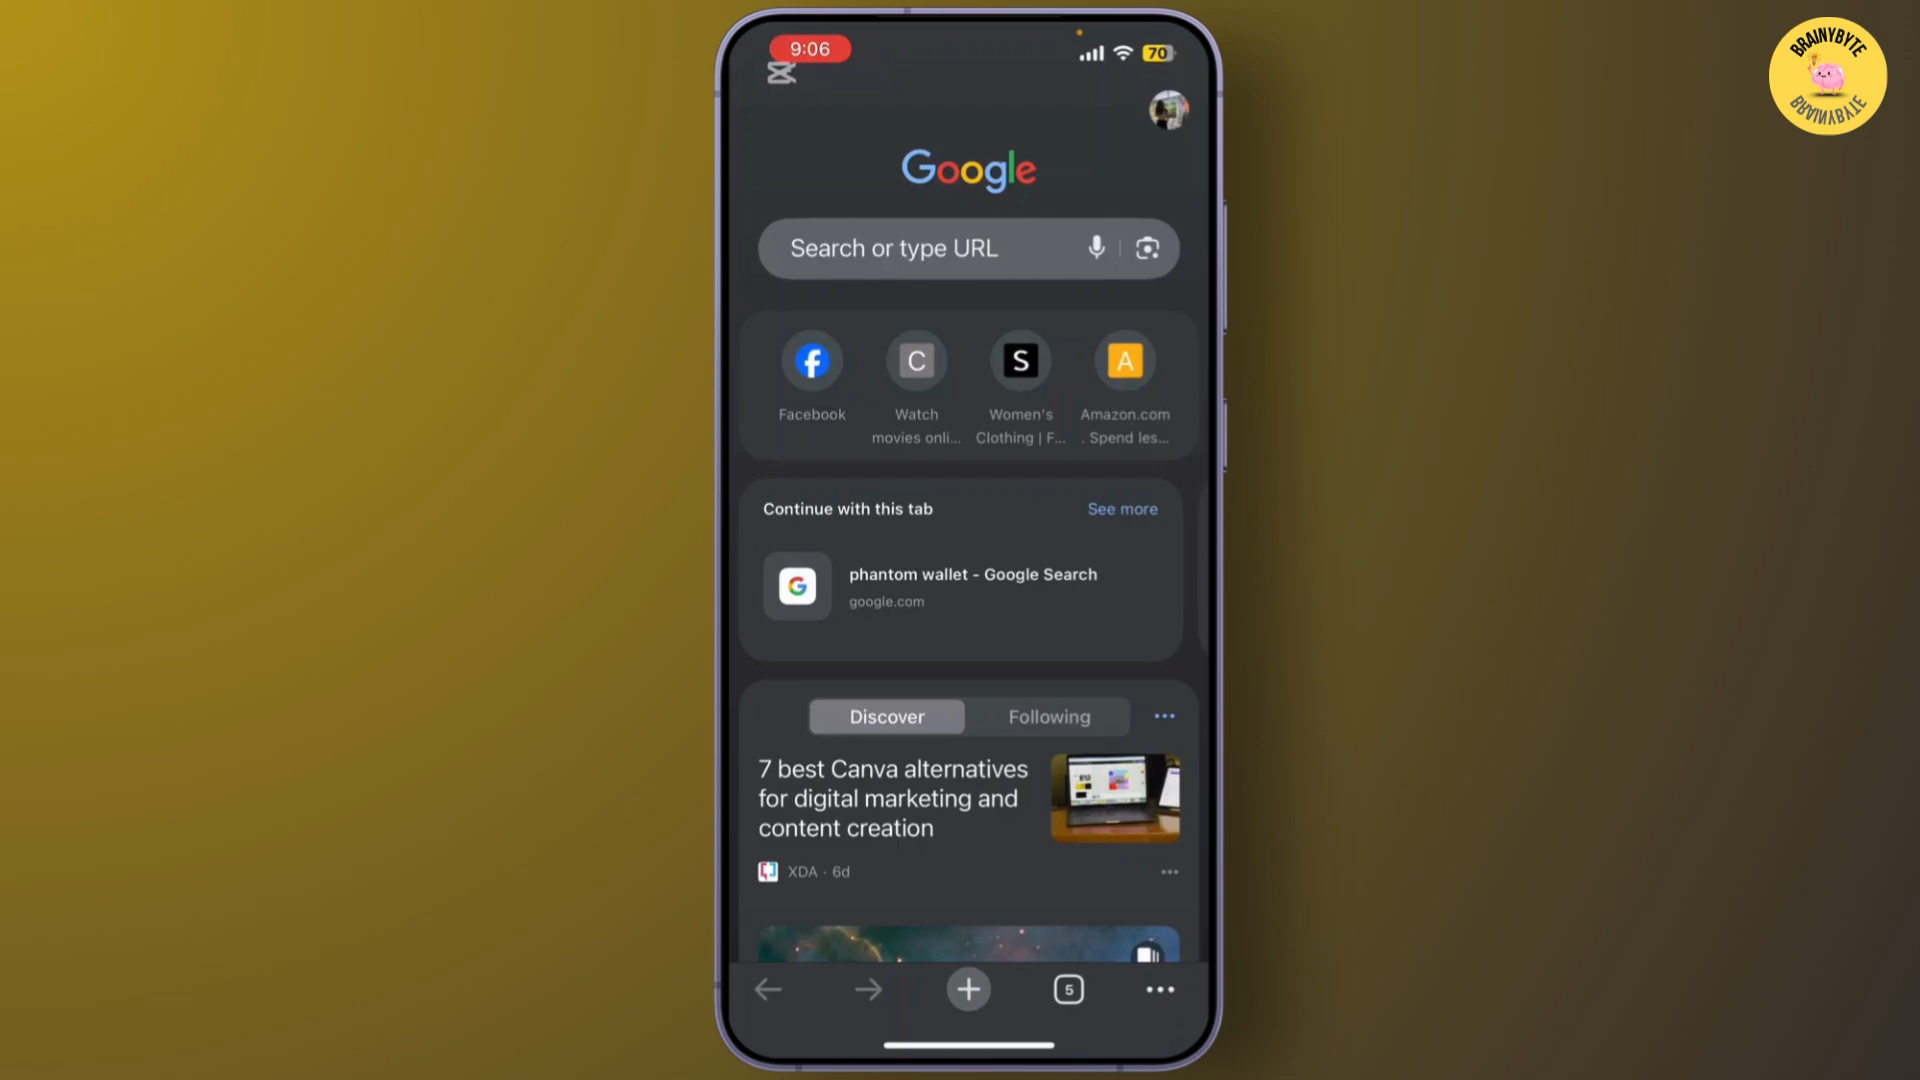 9:06
70
BRAINYBYTE
BRAINYBYTE
Google
Search or type URL
f
C
S
A
Facebook
Watch
movies onli...
Women's
Clothing | F...
Amazon.com
. Spend les...
Continue with this tab
See more
G
phantom wallet - Google Search
google.com
Discover
Following
7 best Canva alternatives
for digital marketing and
content creation
XDA · 6d
5